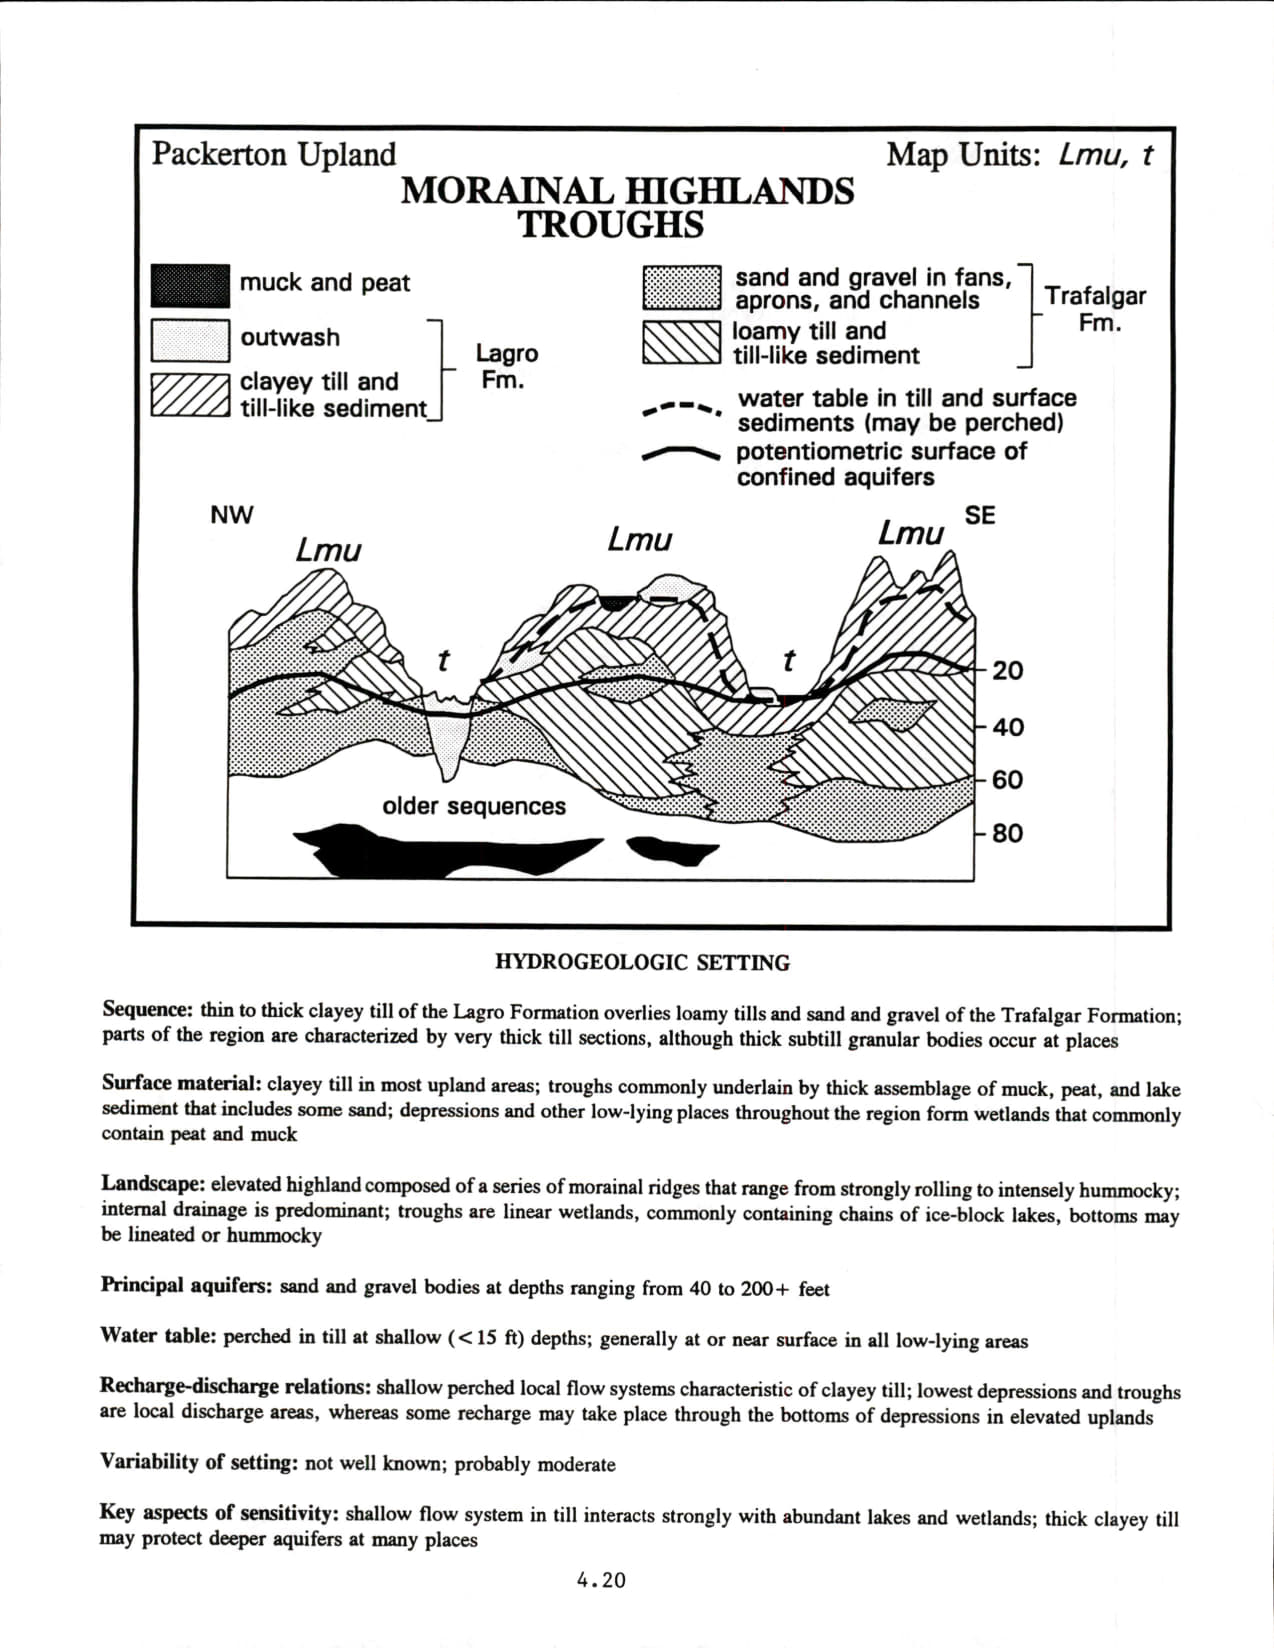 Packerton Upland
Map Units: Lmu, t
MORAINAL HIGHLANDS
TROUGHS
muck and peat
outwash
clayey till and
till-like sediment
Lagro
Fm.
sand and gravel in fans,
aprons, and channels
loamy till and
till-like sediment
Trafalgar
Fm.
water table in till and surface
sediments (may be perched)
potentiometric surface of
confined aquifers
NW
SE
Lmu
Lmu
Lmu
t
t
20
40
60
80
older sequences
HYDROGEOLOGIC SETTING
Sequence: thin to thick clayey till of the Lagro Formation overlies loamy tills and sand and gravel of the Trafalgar Formation;
parts of the region are characterized by very thick till sections, although thick subtill granular bodies occur at places
Surface material: clayey till in most upland areas; troughs commonly underlain by thick assemblage of muck, peat, and lake
sediment that includes some sand; depressions and other low-lying places throughout the region form wetlands that commonly
contain peat and muck
Landscape: elevated highland composed of a series of morainal ridges that range from strongly rolling to intensely hummocky;
internal drainage is predominant; troughs are linear wetlands, commonly containing chains of ice-block lakes, bottoms may
be lineated or hummocky
Principal aquifers: sand and gravel bodies at depths ranging from 40 to 200+ feet
Water table: perched in till at shallow (<15 ft) depths; generally at or near surface in all low-lying areas
Recharge-discharge relations: shallow perched local flow systems characteristic of clayey till; lowest depressions and troughs
are local discharge areas, whereas some recharge may take place through the bottoms of depressions in elevated uplands
Variability of setting: not well known; probably moderate
Key aspects of sensitivity: shallow flow system in till interacts strongly with abundant lakes and wetlands; thick clayey till
may protect deeper aquifers at many places
4.20